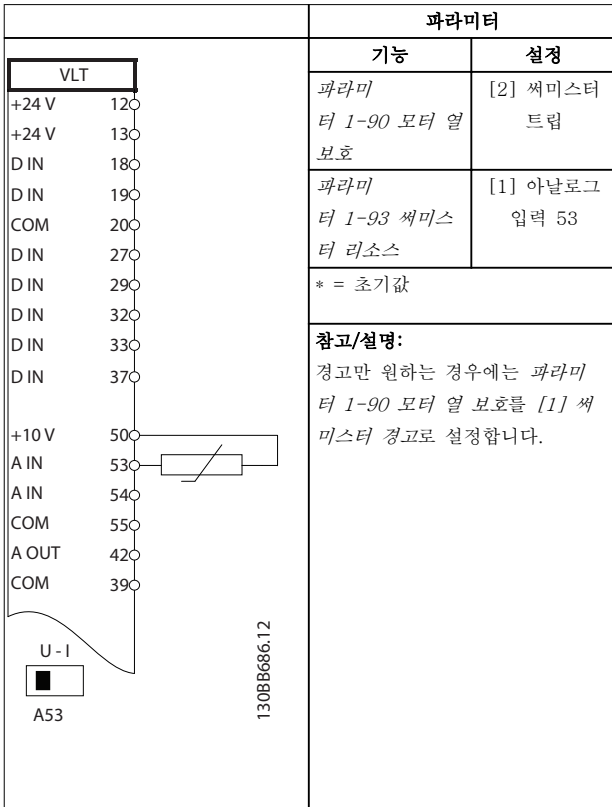 VLT
+24 V 12
+24 V 13
D IN 18
D IN 19
COM 20
D IN 27
D IN 29
D IN 32
D IN 33
D IN 37
+10 V 50
A IN 53
A IN 54
COM 55
A OUT 42
COM 39
U - I
A53
130BB686.12
파라미터
기능 설정
파라미
터 1-90 모터 열
보호
[2] 써미스터
트립
파라미
터 1-93 써미스
터 리소스
[1] 아날로그
입력 53
* = 초기값
참고/설명:
경고만 원하는 경우에는 파라미
터 1-90 모터 열 보호를 [1] 써
미스터 경고로 설정합니다.